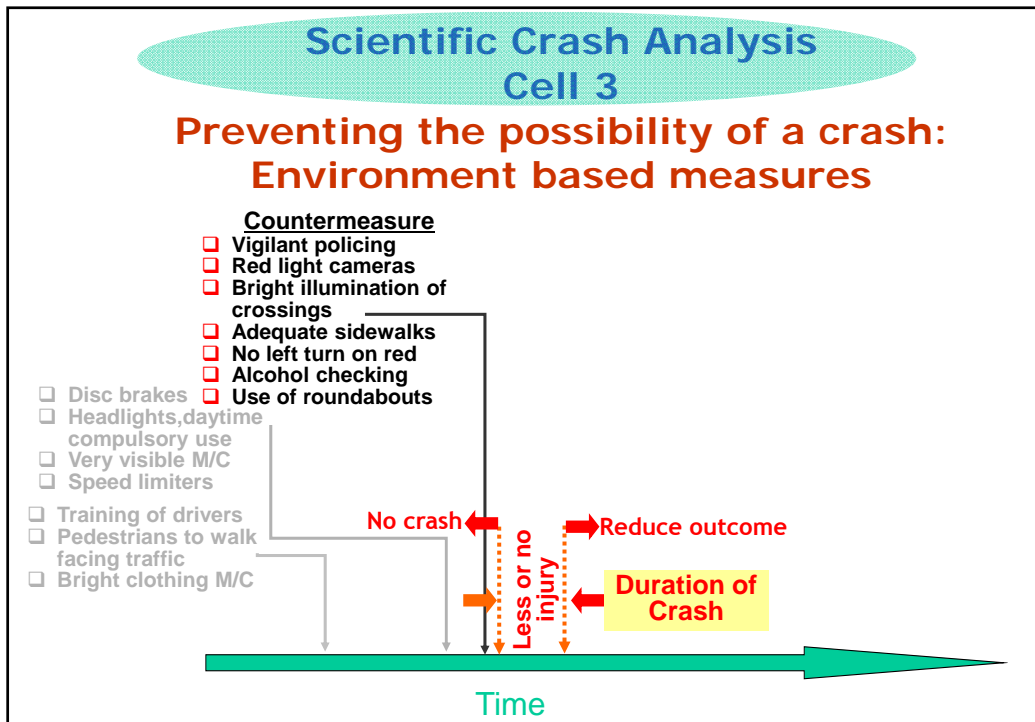 Scientific Crash Analysis
Cell 3
Preventing the possibility of a crash:
Environment based measures
Countermeasure
❑ Vigilant policing
❑ Red light cameras
❑ Bright illumination of
crossings
❑ Adequate sidewalks
❑ No left turn on red
❑ Alcohol checking
❑ Use of roundabouts
❑ Disc brakes
❑ Headlights,daytime
compulsory use
❑ Very visible M/C
❑ Speed limiters
❑ Training of drivers
❑ Pedestrians to walk
facing traffic
❑ Bright clothing M/C
No crash
Less or no
injury
Reduce outcome
Duration of
Crash
Time